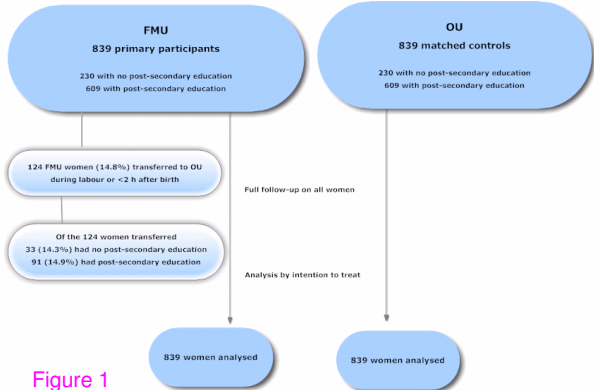 FMU
839 primary participants
230 with no post-secondary education
609 with post-secondary education
OU
839 matched controls
230 with no post-secondary education
609 with post-secondary education
124 FMU women (14.8%) transferred to OU
during labour or <2 h after birth
Full follow-up on all women
Of the 124 women transferred
33 (14.3%) had no post-secondary education
91 (14.9%) had post-secondary education
Analysis by intention to treat
839 women analysed
839 women analysed
Figure 1